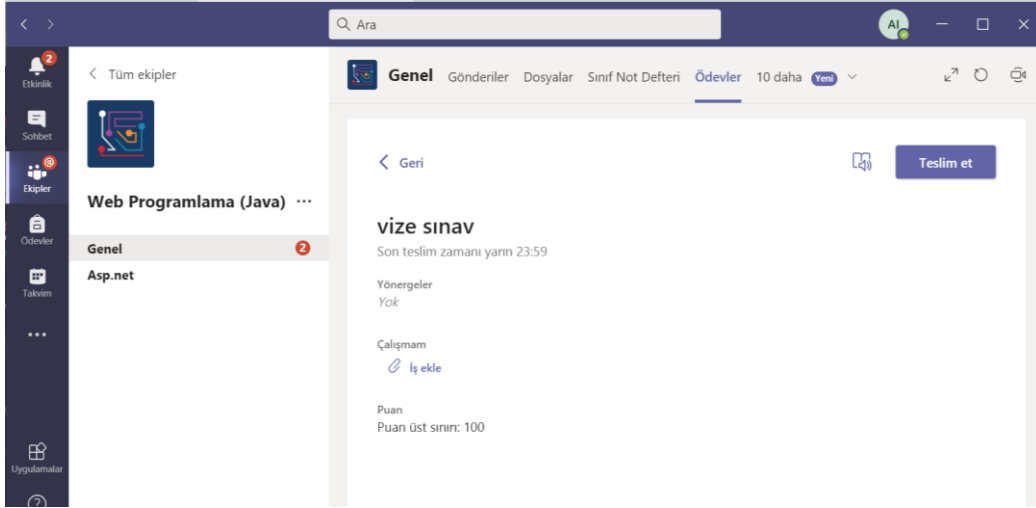 Ara
AI
2
Etkinlik
Sohbet
@
Ekipler
Ödevler
Takvim
Uygulamalar
Tüm ekipler
Web Programlama (Java)
Genel 2
Asp.net
Genel Gönderiler Dosyalar Sınıf Not Defteri Ödevler 10 daha Yeni
Geri
Teslim et
vize sınav
Son teslim zamanı yarın 23:59
Yönergeler
Yok
Çalışmam
İş ekle
Puan
Puan üst sınırı: 100